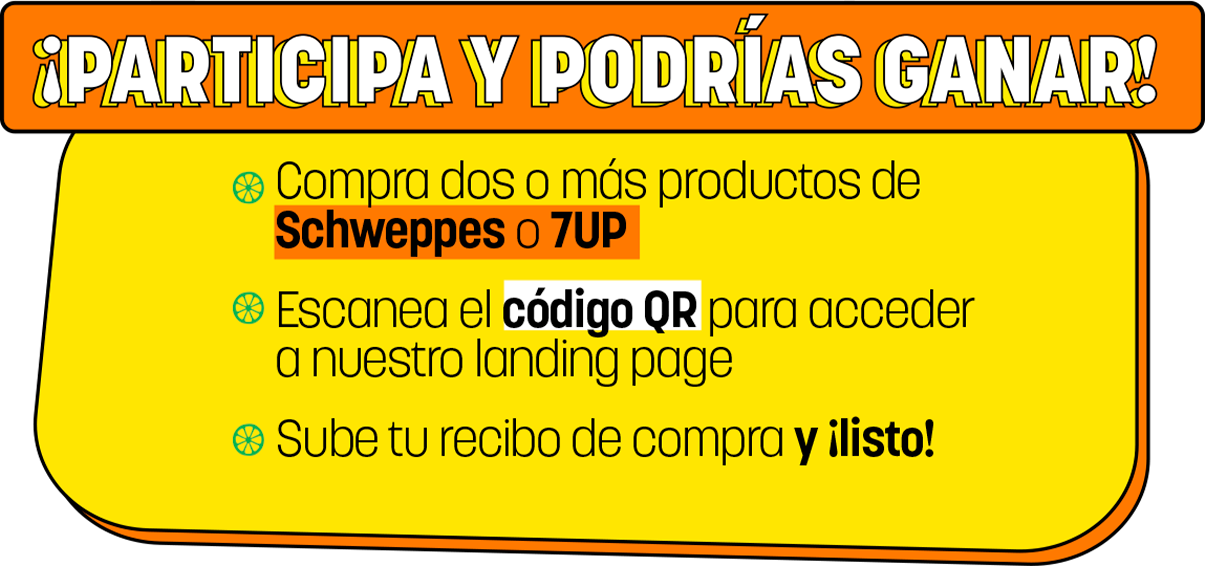 ¡PARTICIPA Y PODRÍAS GANAR!
Compra dos o más productos de
Schweppes o 7UP
Escanea el código QR para acceder
a nuestro landing page
Sube tu recibo de compra y ¡listo!